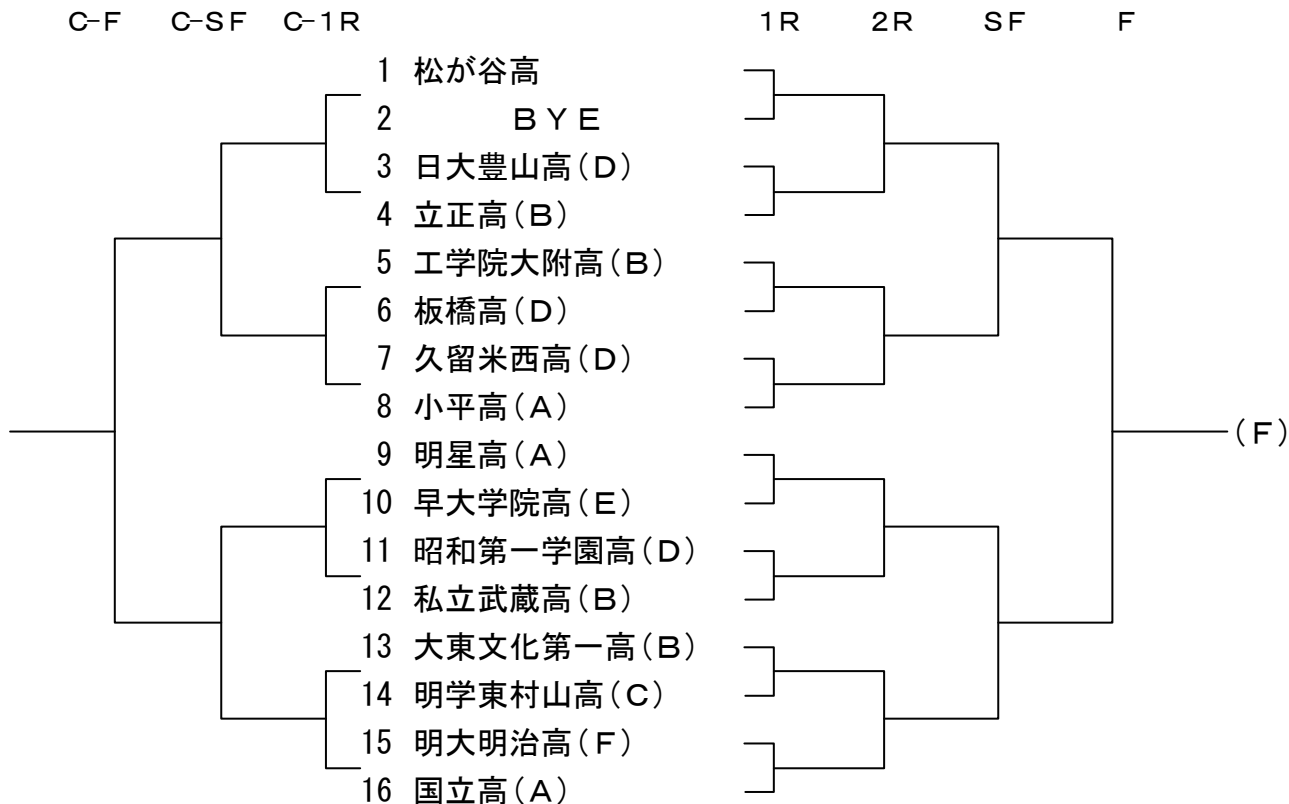 C-F C-SF C-1R 1R 2R SF F
1 松が谷高
2 BYE
3 日大豊山高(D)
4 立正高(B)
5 工学院大附高(B)
6 板橋高(D)
7 久留米西高(D)
8 小平高(A)
(F)
9 明星高(A)
10 早大学院高(E)
11 昭和第一学園高(D)
12 私立武蔵高(B)
13 大東文化第一高(B)
14 明学東村山高(C)
15 明大明治高(F)
16 国立高(A)